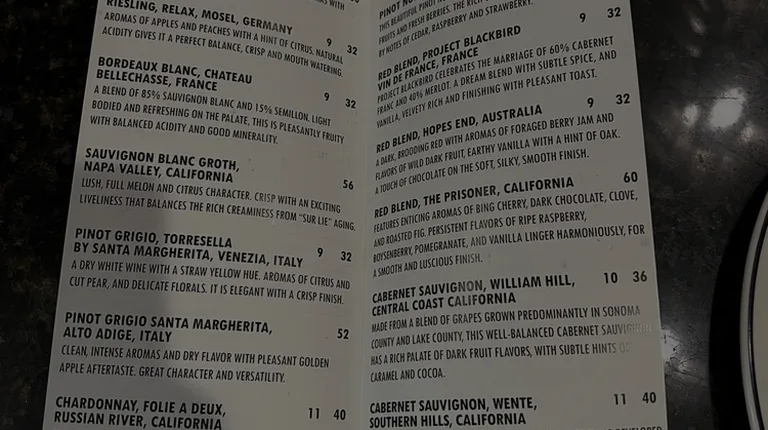 RIESLING, RELAX, MOSEL, GERMANY 9 32
AROMAS OF APPLES AND PEACHES WITH A HINT OF CITRUS. NATURAL
ACIDITY GIVES IT A PERFECT BALANCE, CRISP AND MOUTH WATERING.
BORDEAUX BLANC, CHATEAU
BELLECHASSE, FRANCE 9 32
A BLEND OF 85% SAUVIGNON BLANC AND 15% SEMILLON. LIGHT
BODIED AND REFRESHING ON THE PALATE, THIS IS PLEASANTLY FRUITY
WITH BALANCED ACIDITY AND GOOD MINERALITY.
SAUVIGNON BLANC GROTH,
NAPA VALLEY, CALIFORNIA 56
LUSH, FULL MELON AND CITRUS CHARACTER. CRISP WITH AN EXCITING
LIVELINESS THAT BALANCES THE RICH CREAMINESS FROM "SUR LIE" AGING.
PINOT GRIGIO, TORRESELLA
BY SANTA MARGHERITA, VENEZIA, ITALY 9 32
A DRY WHITE WINE WITH A STRAW YELLOW HUE. AROMAS OF CITRUS AND
CUT PEAR, AND DELICATE FLORALS. IT IS ELEGANT WITH A CRISP FINISH.
PINOT GRIGIO SANTA MARGHERITA,
ALTO ADIGE, ITALY 52
CLEAN, INTENSE AROMAS AND DRY FLAVOR WITH PLEASANT GOLDEN
APPLE AFTERTASTE. GREAT CHARACTER AND VERSATILITY.
CHARDONNAY, FOLIE A DEUX,
RUSSIAN RIVER, CALIFORNIA 11 40
PINOT
THIS BEAUTIFUL PINOT
FRUITS AND FRESH BERRIES. THE RICH
BY NOTES OF CEDAR, RASPBERRY AND STRAWBERRY.
RED BLEND, PROJECT BLACKBIRD 9 32
VIN DE FRANCE, FRANCE
PROJECT BLACKBIRD CELEBRATES THE MARRIAGE OF 60% CABERNET
FRANC AND 40% MERLOT. A DREAM BLEND WITH SUBTLE SPICE, AND
VANILLA, VELVETY RICH AND FINISHING WITH PLEASANT TOAST.
RED BLEND, HOPES END, AUSTRALIA 9 32
A DARK, BROODING RED WITH AROMAS OF FORAGED BERRY JAM AND
FLAVORS OF WILD DARK FRUIT, EARTHY VANILLA WITH A HINT OF OAK.
A TOUCH OF CHOCOLATE ON THE SOFT, SILKY, SMOOTH FINISH.
RED BLEND, THE PRISONER, CALIFORNIA 60
FEATURES ENTICING AROMAS OF BING CHERRY, DARK CHOCOLATE, CLOVE,
AND ROASTED FIG. PERSISTENT FLAVORS OF RIPE RASPBERRY,
BOYSENBERRY, POMEGRANATE, AND VANILLA LINGER HARMONIOUSLY, FOR
A SMOOTH AND LUSCIOUS FINISH.
CABERNET SAUVIGNON, WILLIAM HILL, 10 36
CENTRAL COAST CALIFORNIA
MADE FROM A BLEND OF GRAPES GROWN PREDOMINANTLY IN SONOMA
COUNTY AND LAKE COUNTY, THIS WELL-BALANCED CABERNET SAUVIGNON
HAS A RICH PALATE OF DARK FRUIT FLAVORS, WITH SUBTLE HINTS OF
CARAMEL AND COCOA.
CABERNET SAUVIGNON, WENTE, 11 40
SOUTHERN HILLS, CALIFORNIA